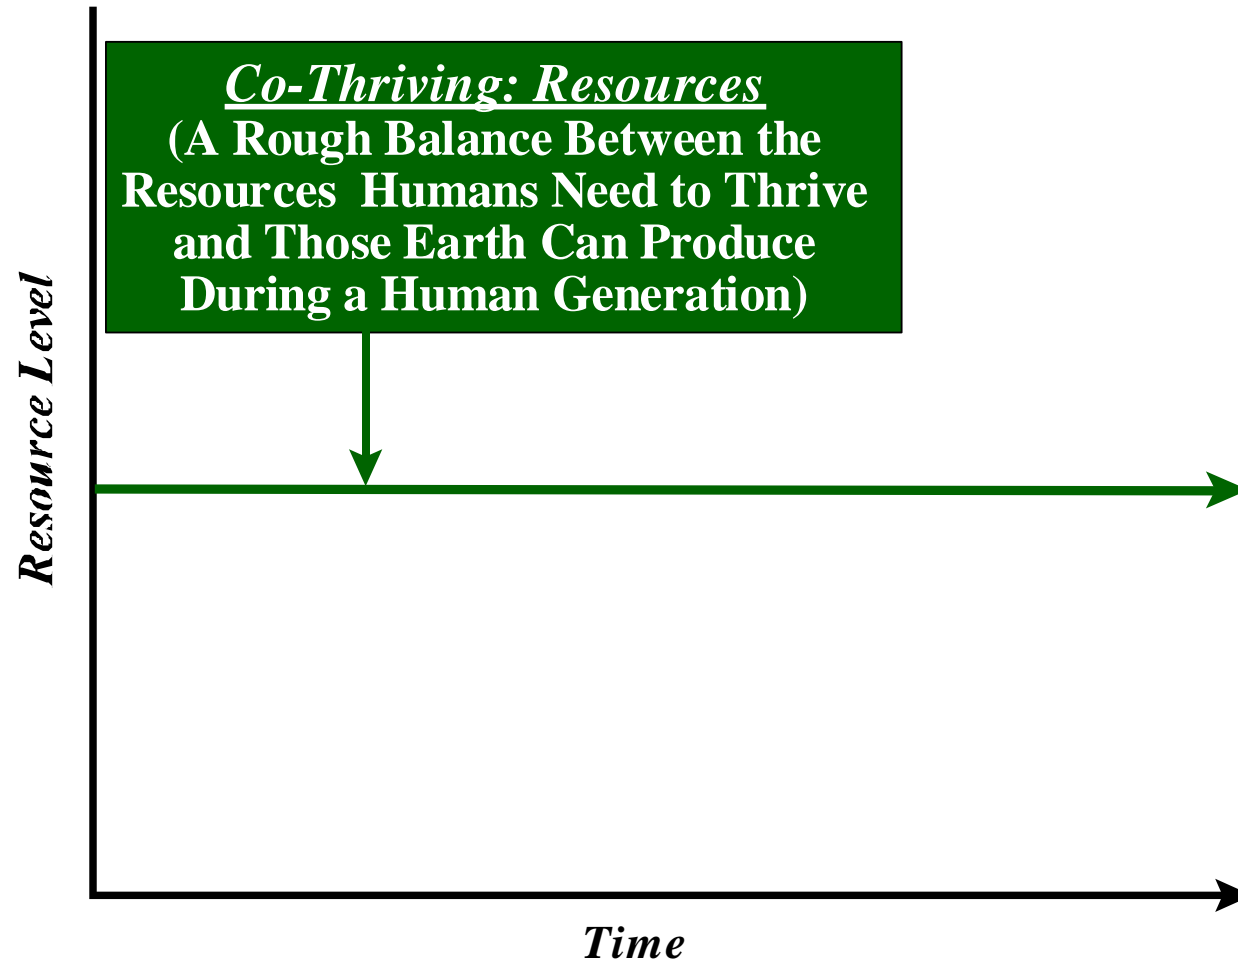 Co-Thriving: Resources
(A Rough Balance Between the
Resources  Humans Need to Thrive
and Those Earth Can Produce
During a Human Generation)
Resource Level
Time